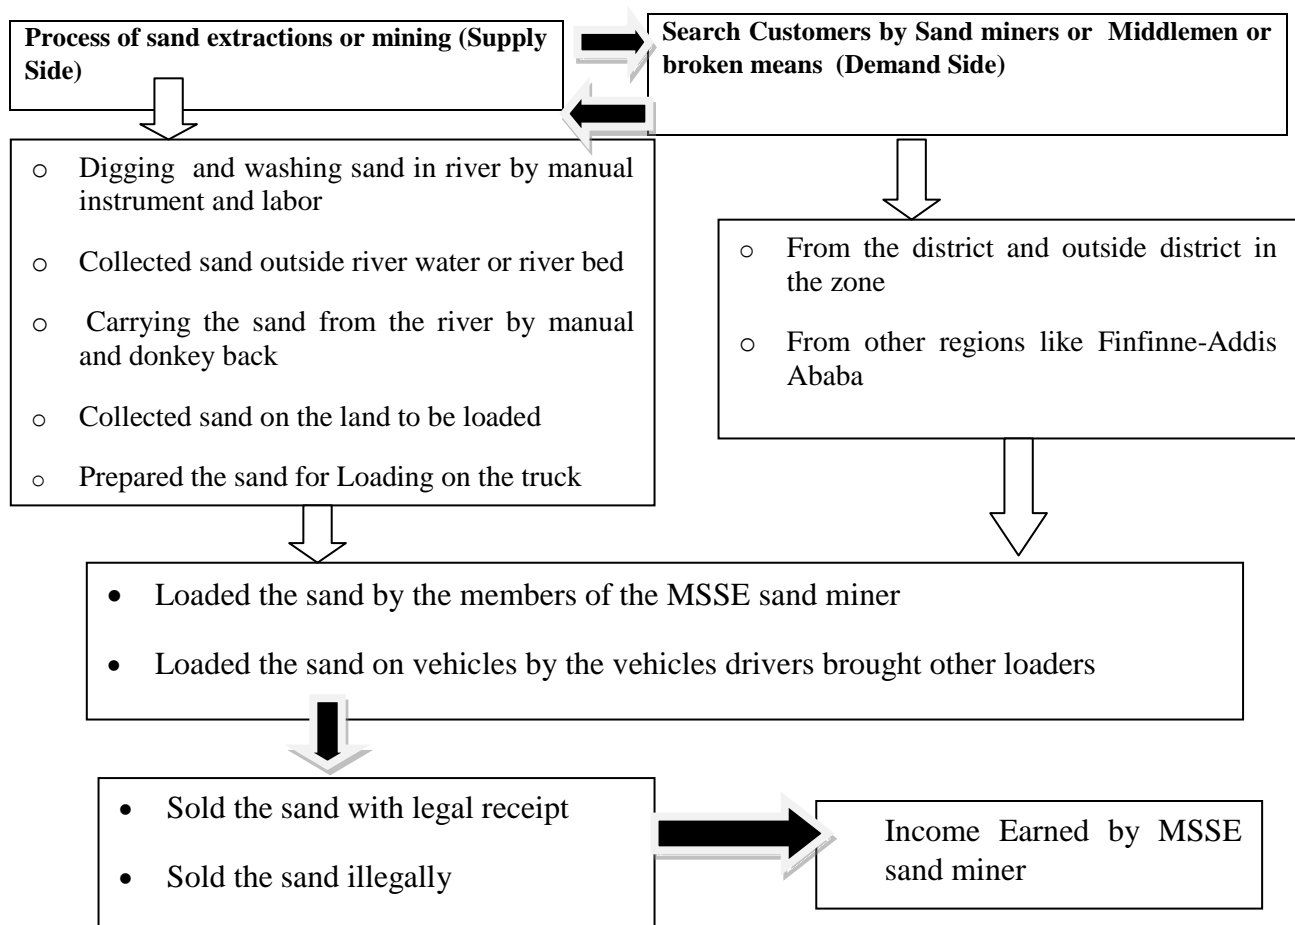 Process of sand extractions or mining (Supply
Side)
Search Customers by Sand miners or Middlemen or
broken means (Demand Side)
o Digging and washing sand in river by manual
instrument and labor
o Collected sand outside river water or river bed
o Carrying the sand from the river by manual
and donkey back
o Collected sand on the land to be loaded
o Prepared the sand for Loading on the truck
o From the district and outside district in
the zone
o From other regions like Finfinne-Addis
Ababa
• Loaded the sand by the members of the MSSE sand miner
• Loaded the sand on vehicles by the vehicles drivers brought other loaders
• Sold the sand with legal receipt
• Sold the sand illegally
Income Earned by MSSE
sand miner